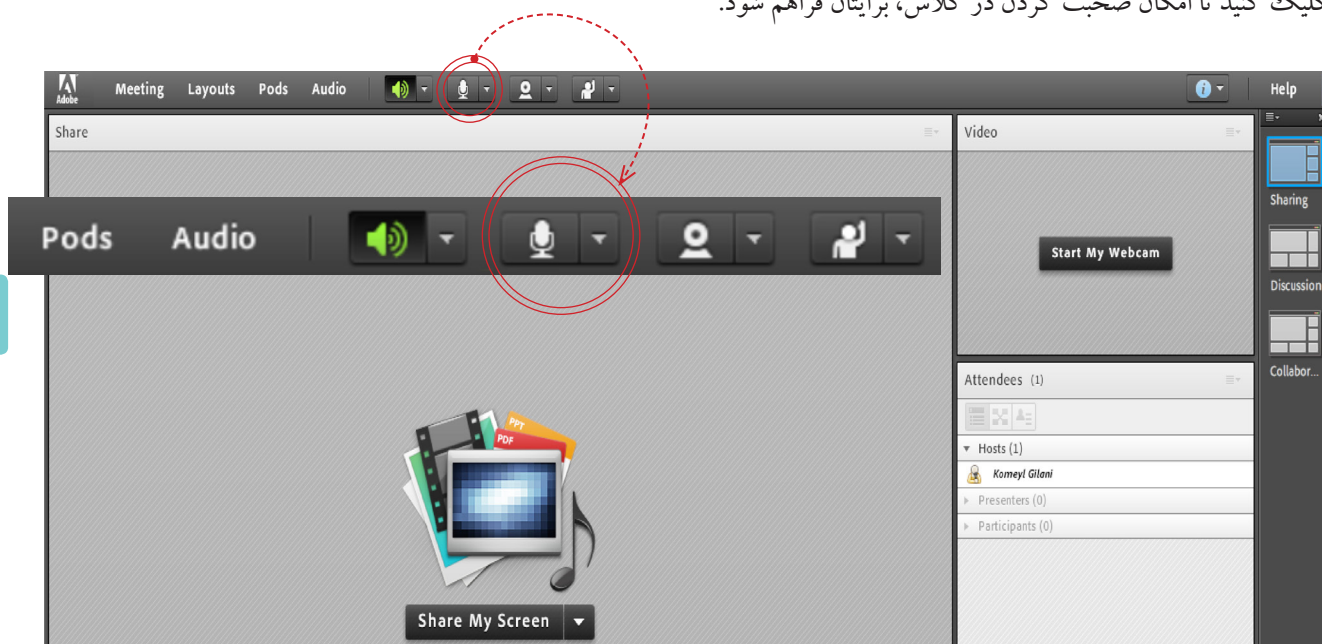 کلیک کنید تا امکان صحبت کردن در کلاس، برایتان فراهم شود.
Adobe Meeting Layouts Pods Audio Help
Share
Video
Pods Audio
Sharing
Start My Webcam
Discussion
Collabor...
Attendees (1)
Hosts (1)
Komeyl Gilani
Presenters (0)
Participants (0)
PPT
PDF
Share My Screen